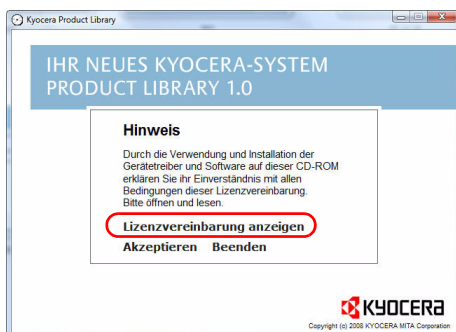 Kyocera Product Library
IHR NEUES KYOCERA-SYSTEM
PRODUCT LIBRARY 1.0
Hinweis
Durch die Verwendung und Installation der
Gerätetreiber und Software auf dieser CD-ROM
erklären Sie ihr Einverständnis mit allen
Bedingungen dieser Lizenzvereinbarung.
Bitte öffnen und lesen.
Lizenzvereinbarung anzeigen
Akzeptieren Beenden
KYOCERA
Copyright (c) 2008 KYOCERA MITA Corporation